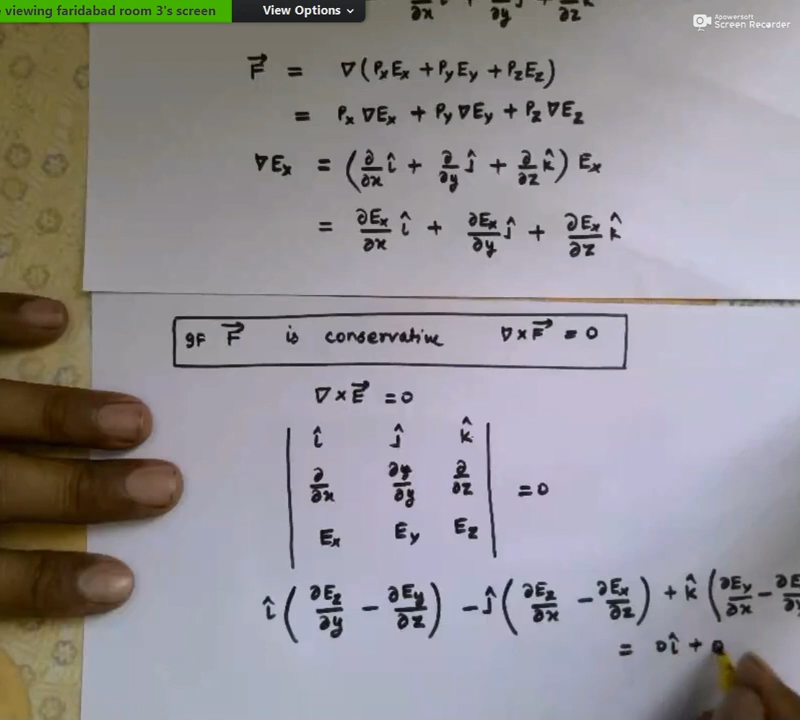 viewing faridabad room 3's screen View Options
Apowersoft
Screen Recorder
∂x ∂y ∂z
F⃗ = ∇(PxEx + PyEy + PzEz)
= Px ∇Ex + Py ∇Ey + Pz ∇Ez
∇Ex = (∂/∂x î + ∂/∂y ĵ + ∂/∂z k̂) Ex
= ∂Ex/∂x î + ∂Ex/∂y ĵ + ∂Ex/∂z k̂
gF F⃗ is conservative ∇×F⃗ = 0
∇×E⃗ = 0
| î ĵ k̂ |
| ∂/∂x ∂y/∂y ∂/∂z | = 0
| Ex Ey Ez |
î (∂Ez/∂y − ∂Ey/∂z) − ĵ (∂Ez/∂x − ∂Ex/∂z) + k̂ (∂Ey/∂x − ∂E/∂y
= 0î + 0